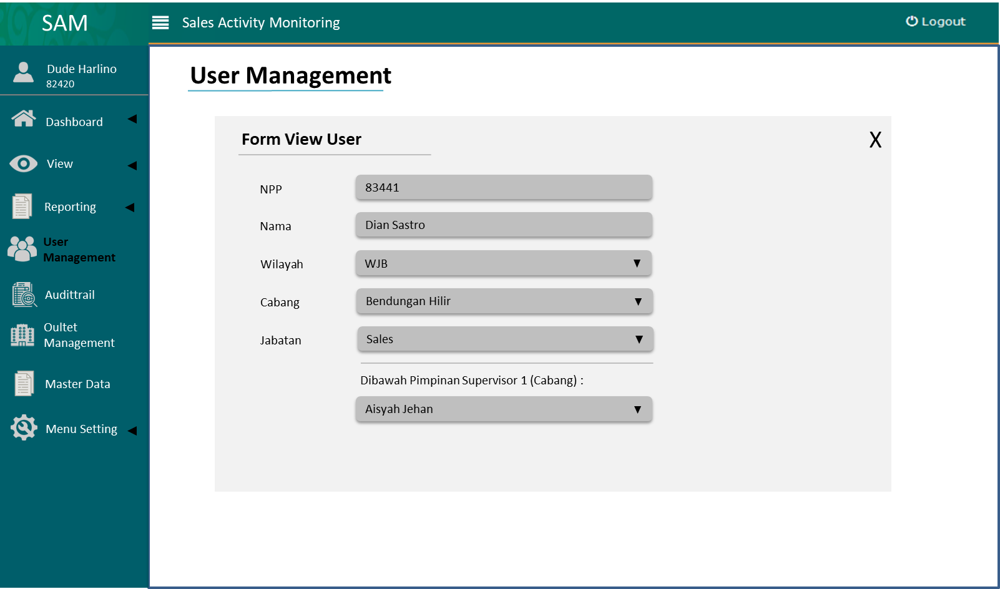 SAM
Sales Activity Monitoring
Logout
Dude Harlino
82420
Dashboard
View
Reporting
User
Management
Audittrail
Oultet
Management
Master Data
Menu Setting
User Management
Form View User
X
NPP
83441
Nama
Dian Sastro
Wilayah
WJB
Cabang
Bendungan Hilir
Jabatan
Sales
Dibawah Pimpinan Supervisor 1 (Cabang) :
Aisyah Jehan